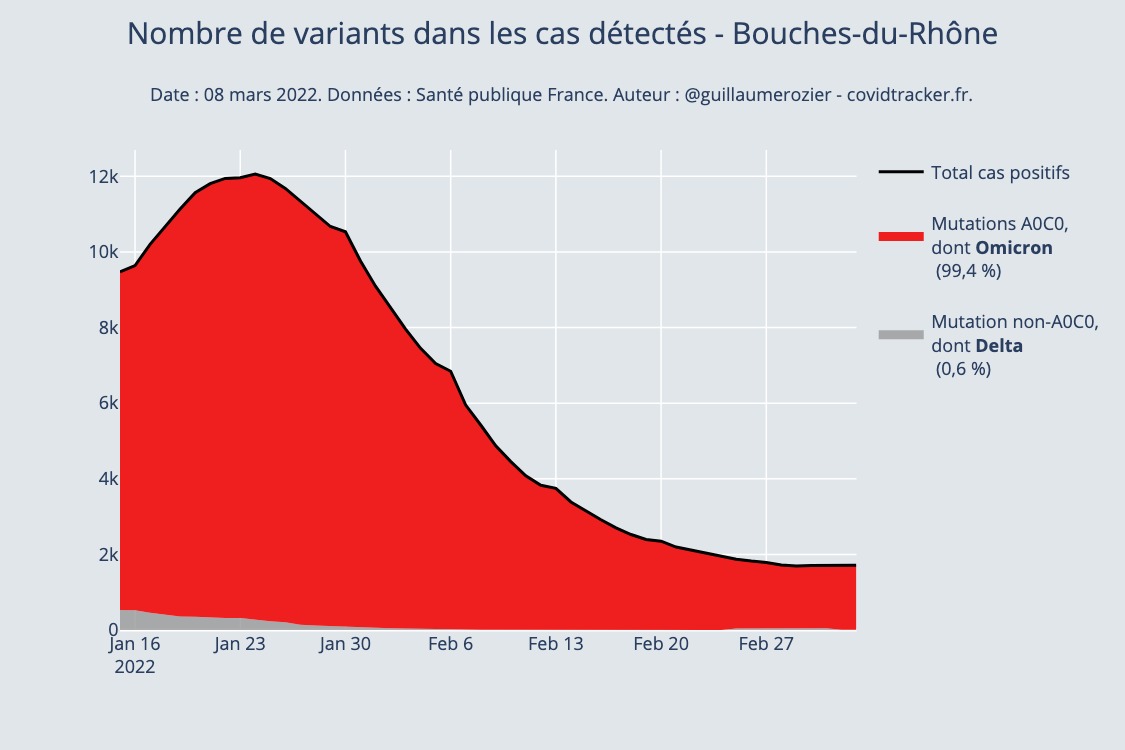 Nombre de variants dans les cas détectés - Bouches-du-Rhône
Date : 08 mars 2022. Données : Santé publique France. Auteur : @guillaumerozier - covidtracker.fr.
12k
10k
8k
6k
4k
2k
0
Jan 16
2022
Jan 23
Jan 30
Feb 6
Feb 13
Feb 20
Feb 27
Total cas positifs
Mutations A0C0,
dont Omicron
(99,4 %)
Mutation non-A0C0,
dont Delta
(0,6 %)